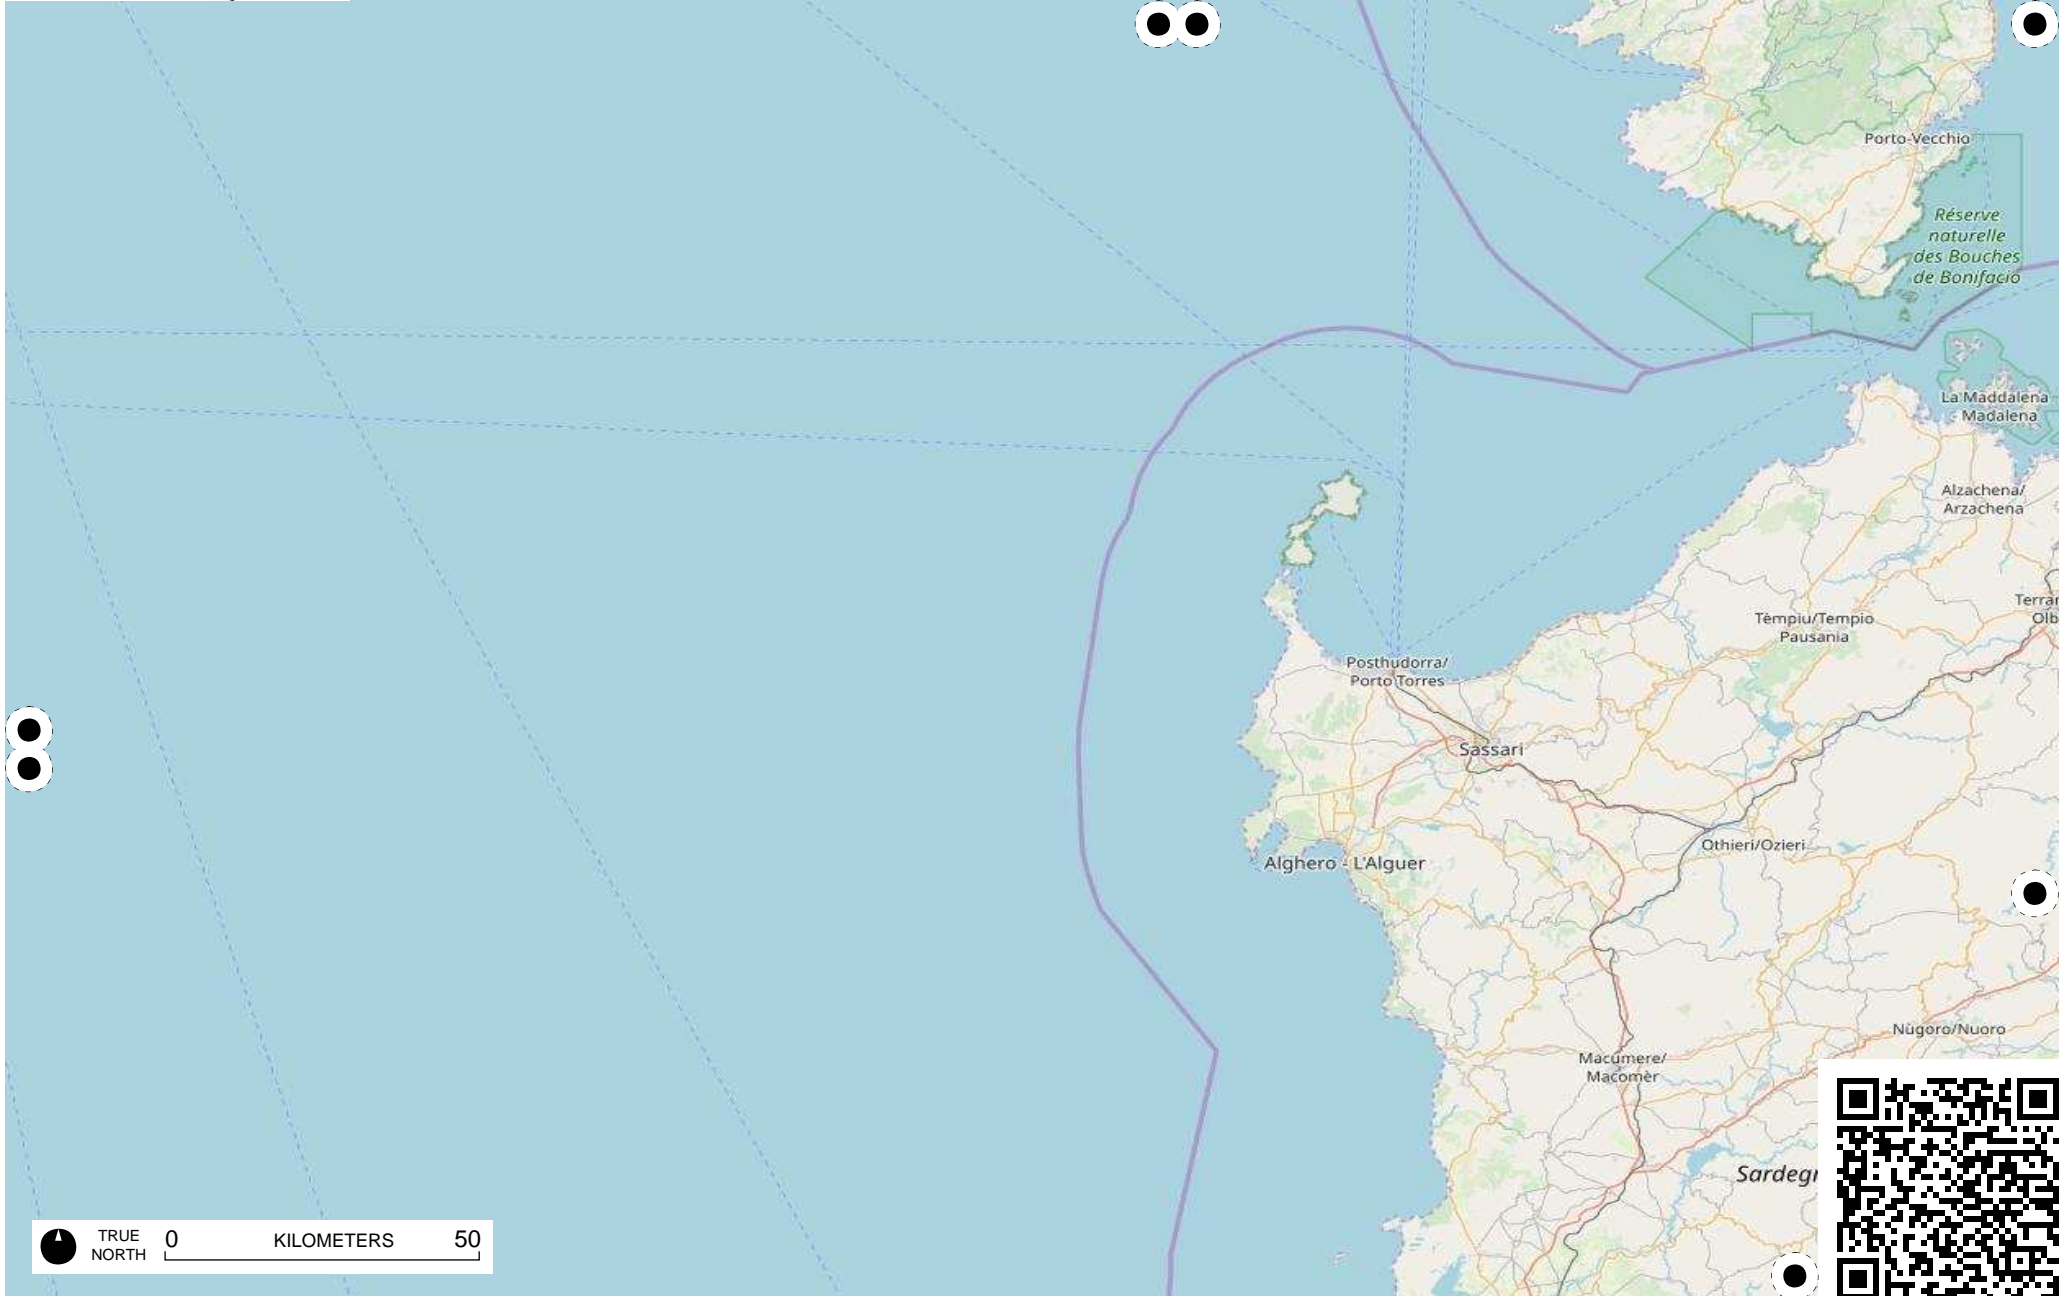 Porto-Vecchio
Réserve
naturelle
des Bouches
de Bonifacio
La Maddalena
- Madalena
Alzachena/
Arzachena
Tèmpiu/Tempio
Pausania
Posthudorra/
Porto Torres
Sassari
Othieri/Ozieri
Alghero - L'Alguer
Nùgoro/Nuoro
Macumere/
Macomèr
TRUE
NORTH
0 KILOMETERS 50